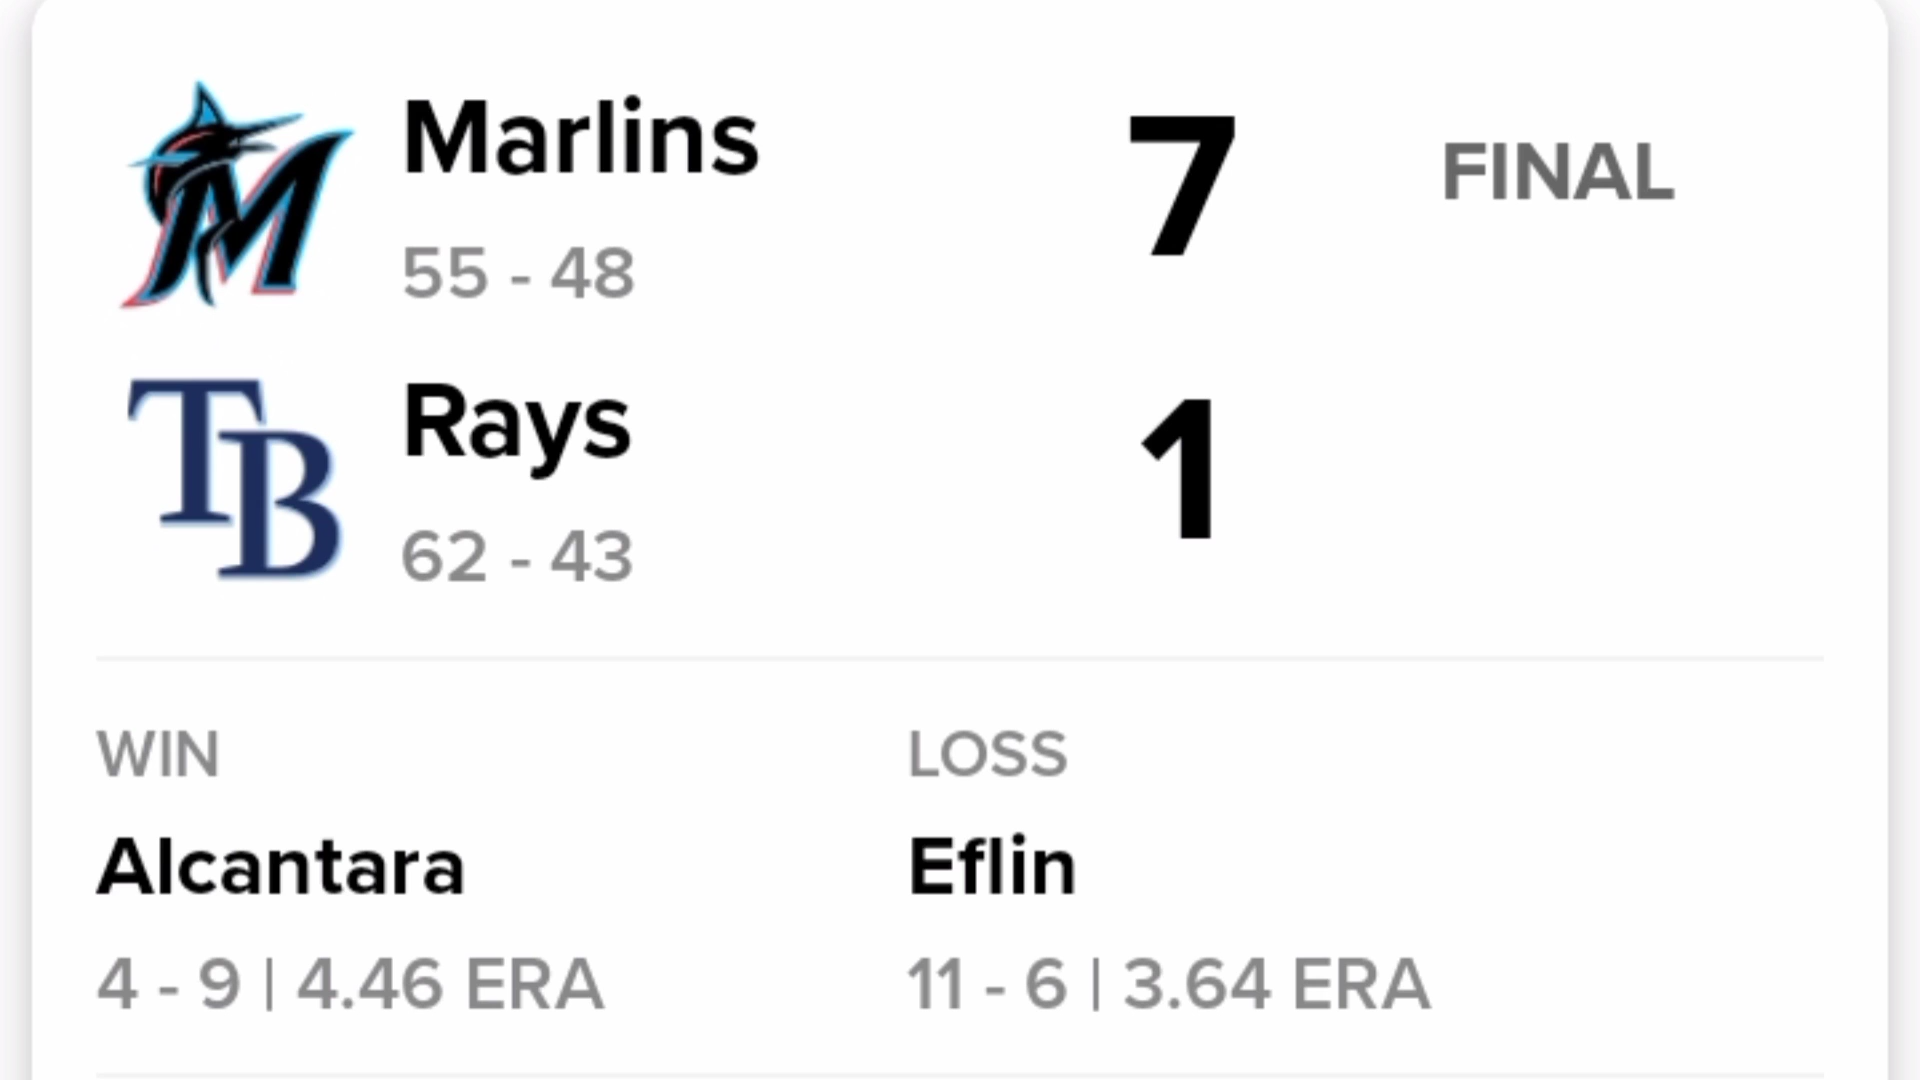 Marlins 7 FINAL
55 - 48
Rays 1
62 - 43
WIN LOSS
Alcantara Eflin
4 - 9 | 4.46 ERA 11 - 6 | 3.64 ERA
M
TB